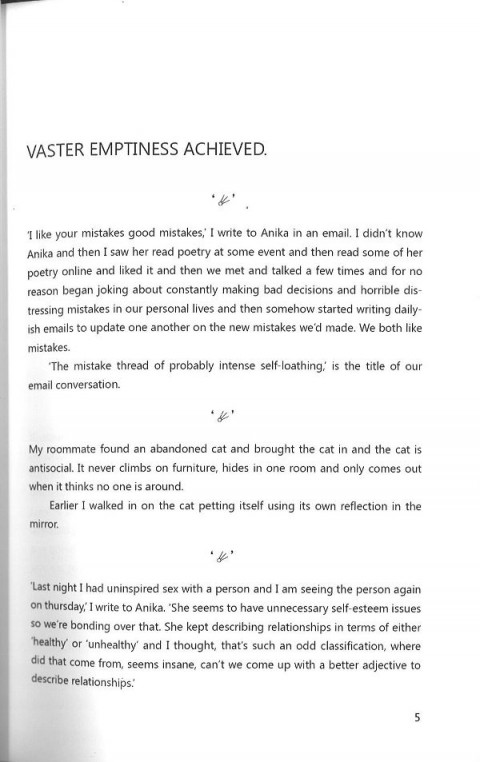 VASTER EMPTINESS ACHIEVED.
'I like your mistakes good mistakes,' I write to Anika in an email. I didn't know
Anika and then I saw her read poetry at some event and then read some of her
poetry online and liked it and then we met and talked a few times and for no
reason began joking about constantly making bad decisions and horrible dis-
tressing mistakes in our personal lives and then somehow started writing daily-
ish emails to update one another on the new mistakes we'd made. We both like
mistakes.
'The mistake thread of probably intense self-loathing,' is the title of our
email conversation.
My roommate found an abandoned cat and brought the cat in and the cat is
antisocial. It never climbs on furniture, hides in one room and only comes out
when it thinks no one is around.
Earlier I walked in on the cat petting itself using its own reflection in the
mirror.
'Last night I had uninspired sex with a person and I am seeing the person again
on thursday,' I write to Anika. 'She seems to have unnecessary self-esteem issues
so we're bonding over that. She kept describing relationships in terms of either
'healthy' or 'unhealthy' and I thought, that's such an odd classification, where
did that come from, seems insane, can't we come up with a better adjective to
describe relationships.'
5